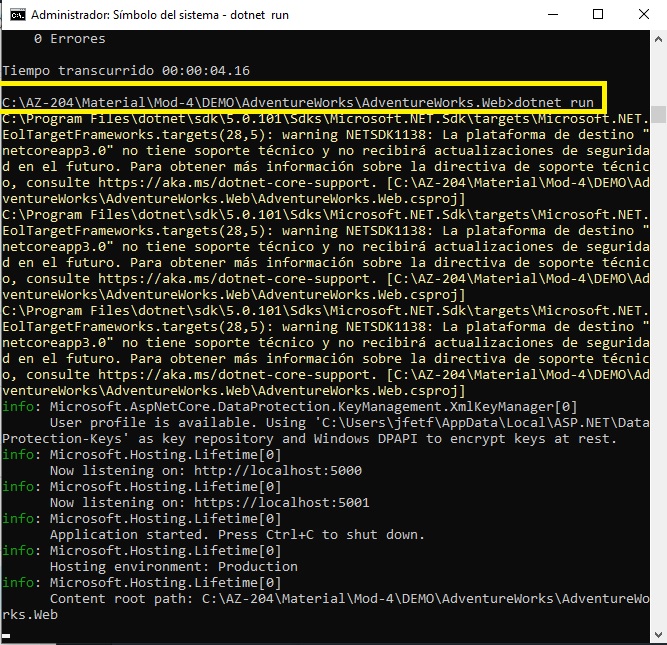 Administrador: Símbolo del sistema - dotnet run
0 Errores
Tiempo transcurrido 00:00:04.16
C:\AZ-204\Material\Mod-4\DEMO\AdventureWorks\AdventureWorks.Web>dotnet run
C:\Program Files\dotnet\sdk\5.0.101\Sdks\Microsoft.NET.Sdk\targets\Microsoft.NET.
EolTargetFrameworks.targets(28,5): warning NETSDK1138: La plataforma de destino "
netcoreapp3.0" no tiene soporte técnico y no recibirá actualizaciones de segurida
d en el futuro. Para obtener más información sobre la directiva de soporte técnic
o, consulte https://aka.ms/dotnet-core-support. [C:\AZ-204\Material\Mod-4\DEMO\Ad
ventureWorks\AdventureWorks.Web\AdventureWorks.Web.csproj]
C:\Program Files\dotnet\sdk\5.0.101\Sdks\Microsoft.NET.Sdk\targets\Microsoft.NET.
EolTargetFrameworks.targets(28,5): warning NETSDK1138: La plataforma de destino "
netcoreapp3.0" no tiene soporte técnico y no recibirá actualizaciones de segurida
d en el futuro. Para obtener más información sobre la directiva de soporte técnic
o, consulte https://aka.ms/dotnet-core-support. [C:\AZ-204\Material\Mod-4\DEMO\Ad
ventureWorks\AdventureWorks.Web\AdventureWorks.Web.csproj]
C:\Program Files\dotnet\sdk\5.0.101\Sdks\Microsoft.NET.Sdk\targets\Microsoft.NET.
EolTargetFrameworks.targets(28,5): warning NETSDK1138: La plataforma de destino "
netcoreapp3.0" no tiene soporte técnico y no recibirá actualizaciones de segurida
d en el futuro. Para obtener más información sobre la directiva de soporte técnic
o, consulte https://aka.ms/dotnet-core-support. [C:\AZ-204\Material\Mod-4\DEMO\Ad
ventureWorks\AdventureWorks.Web\AdventureWorks.Web.csproj]
info: Microsoft.AspNetCore.DataProtection.KeyManagement.XmlKeyManager[0]
User profile is available. Using 'C:\Users\jfetf\AppData\Local\ASP.NET\Data
Protection-Keys' as key repository and Windows DPAPI to encrypt keys at rest.
info: Microsoft.Hosting.Lifetime[0]
Now listening on: http://localhost:5000
info: Microsoft.Hosting.Lifetime[0]
Now listening on: https://localhost:5001
info: Microsoft.Hosting.Lifetime[0]
Application started. Press Ctrl+C to shut down.
info: Microsoft.Hosting.Lifetime[0]
Hosting environment: Production
info: Microsoft.Hosting.Lifetime[0]
Content root path: C:\AZ-204\Material\Mod-4\DEMO\AdventureWorks\AdventureWo
rks.Web